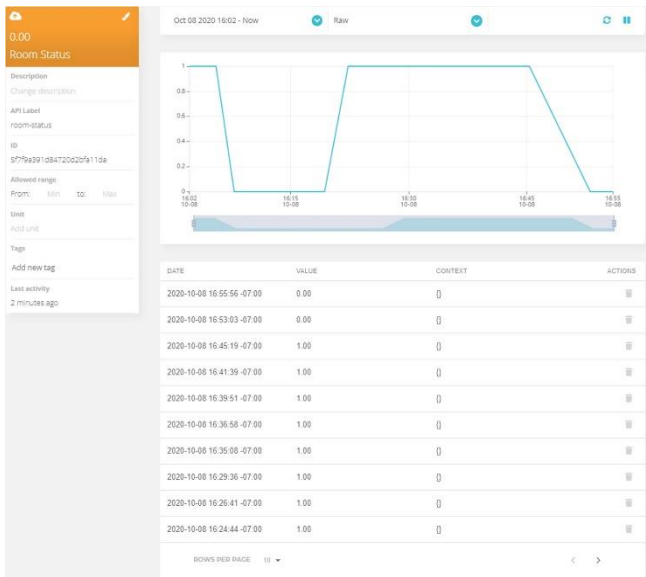 0.00
Room Status
Description
Change description
API Label
room-status
ID
5f7f9a391d84720d2bfa11da
Allowed range
From: Min to: Max
Unit
Add unit
Tags
Add new tag
Last activity
2 minutes ago
Oct 08 2020 16:02 - Now Raw
1
0.8
0.6
0.4
0.2
0
16:02 16:15 16:30 16:45 16:55
10-08 10-08 10-08 10-08 10-08
DATE VALUE CONTEXT ACTIONS
2020-10-08 16:55:56 -07:00 0.00 {}
2020-10-08 16:53:03 -07:00 0.00 {}
2020-10-08 16:45:19 -07:00 1.00 {}
2020-10-08 16:41:39 -07:00 1.00 {}
2020-10-08 16:39:51 -07:00 1.00 {}
2020-10-08 16:36:58 -07:00 1.00 {}
2020-10-08 16:35:08 -07:00 1.00 {}
2020-10-08 16:29:36 -07:00 1.00 {}
2020-10-08 16:26:41 -07:00 1.00 {}
2020-10-08 16:24:44 -07:00 1.00 {}
ROWS PER PAGE 10